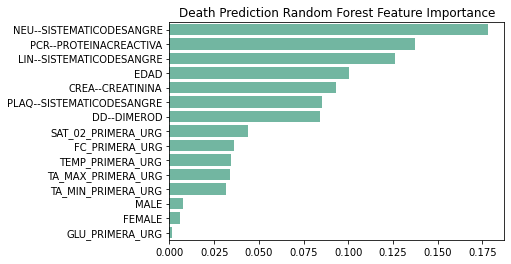 Death Prediction Random Forest Feature Importance
NEU--SISTEMATICODESANGRE
PCR--PROTEINACREACTIVA
LIN--SISTEMATICODESANGRE
EDAD
CREA--CREATININA
PLAQ--SISTEMATICODESANGRE
DD--DIMEROD
SAT_02_PRIMERA_URG
FC_PRIMERA_URG
TEMP_PRIMERA_URG
TA_MAX_PRIMERA_URG
TA_MIN_PRIMERA_URG
MALE
FEMALE
GLU_PRIMERA_URG
0.000 0.025 0.050 0.075 0.100 0.125 0.150 0.175